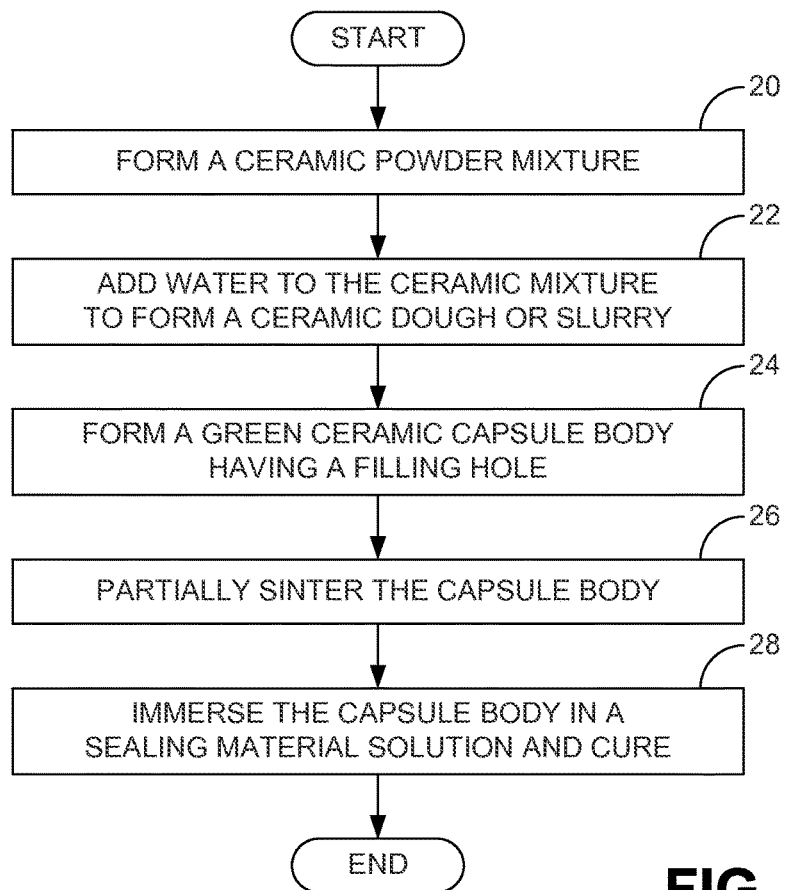 START
20
FORM A CERAMIC POWDER MIXTURE
22
ADD WATER TO THE CERAMIC MIXTURE
TO FORM A CERAMIC DOUGH OR SLURRY
24
FORM A GREEN CERAMIC CAPSULE BODY
HAVING A FILLING HOLE
26
PARTIALLY SINTER THE CAPSULE BODY
28
IMMERSE THE CAPSULE BODY IN A
SEALING MATERIAL SOLUTION AND CURE
END
FIG